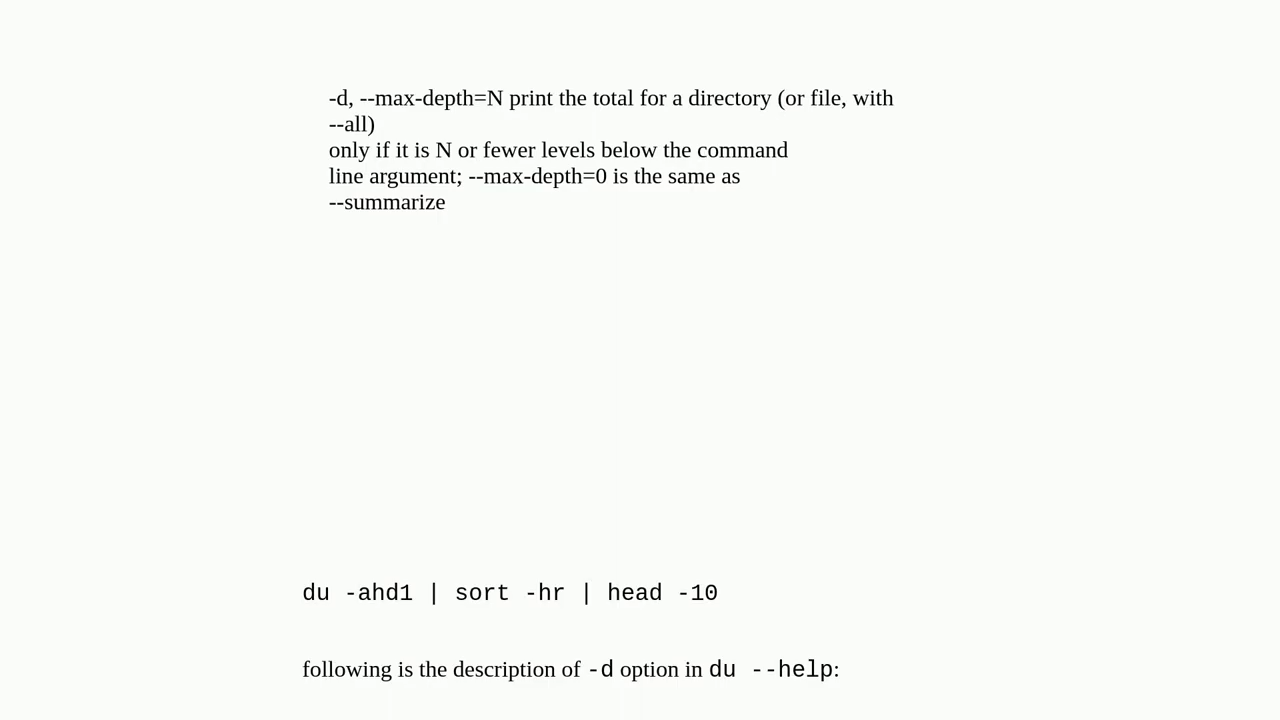 -d, --max-depth=N print the total for a directory (or file, with
--all)
only if it is N or fewer levels below the command
line argument; --max-depth=0 is the same as
--summarize
du -ahd1 | sort -hr | head -10
following is the description of -d option in du --help: